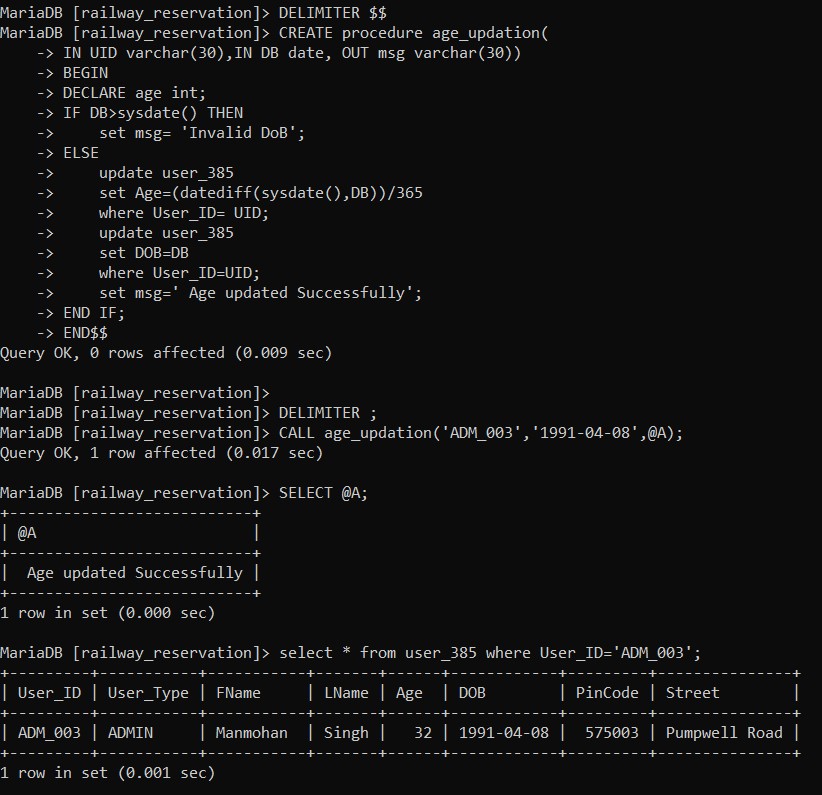 MariaDB [railway_reservation]> DELIMITER $$
MariaDB [railway_reservation]> CREATE procedure age_updation(
    -> IN UID varchar(30),IN DB date, OUT msg varchar(30))
    -> BEGIN
    -> DECLARE age int;
    -> IF DB>sysdate() THEN
    ->     set msg= 'Invalid DoB';
    -> ELSE
    ->     update user_385
    ->     set Age=(datediff(sysdate(),DB))/365
    ->     where User_ID= UID;
    ->     update user_385
    ->     set DOB=DB
    ->     where User_ID=UID;
    ->     set msg=' Age updated Successfully';
    -> END IF;
    -> END$$
Query OK, 0 rows affected (0.009 sec)

MariaDB [railway_reservation]>
MariaDB [railway_reservation]> DELIMITER ;
MariaDB [railway_reservation]> CALL age_updation('ADM_003','1991-04-08',@A);
Query OK, 1 row affected (0.017 sec)

MariaDB [railway_reservation]> SELECT @A;
+---------------------------+
| @A                        |
+---------------------------+
|  Age updated Successfully |
+---------------------------+
1 row in set (0.000 sec)

MariaDB [railway_reservation]> select * from user_385 where User_ID='ADM_003';
+---------+-----------+-----------+-------+------+------------+---------+---------------+
| User_ID | User_Type | FName     | LName | Age  | DOB        | PinCode | Street        |
+---------+-----------+-----------+-------+------+------------+---------+---------------+
| ADM_003 | ADMIN     | Manmohan  | Singh |   32 | 1991-04-08 |  575003 | Pumpwell Road |
+---------+-----------+-----------+-------+------+------------+---------+---------------+
1 row in set (0.001 sec)